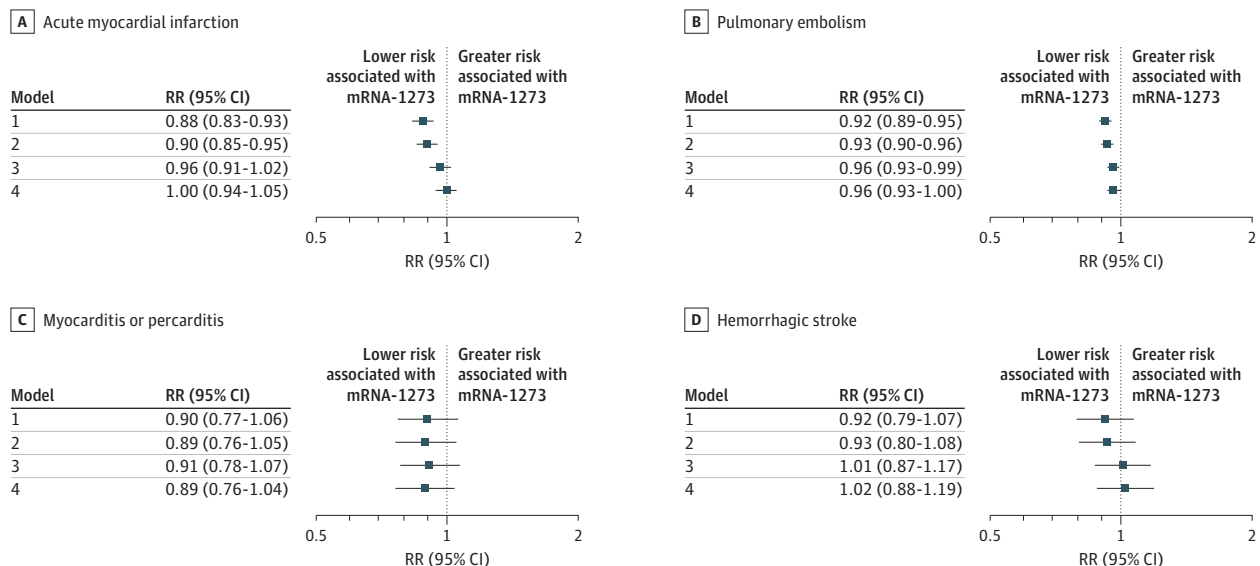 A Acute myocardial infarction
Lower risk associated with mRNA-1273
Greater risk associated with mRNA-1273
Model RR (95% CI)
1 0.88 (0.83-0.93)
2 0.90 (0.85-0.95)
3 0.96 (0.91-1.02)
4 1.00 (0.94-1.05)
0.5 1 2
RR (95% CI)
B Pulmonary embolism
Lower risk associated with mRNA-1273
Greater risk associated with mRNA-1273
Model RR (95% CI)
1 0.92 (0.89-0.95)
2 0.93 (0.90-0.96)
3 0.96 (0.93-0.99)
4 0.96 (0.93-1.00)
0.5 1 2
RR (95% CI)
C Myocarditis or percarditis
Lower risk associated with mRNA-1273
Greater risk associated with mRNA-1273
Model RR (95% CI)
1 0.90 (0.77-1.06)
2 0.89 (0.76-1.05)
3 0.91 (0.78-1.07)
4 0.89 (0.76-1.04)
0.5 1 2
RR (95% CI)
D Hemorrhagic stroke
Lower risk associated with mRNA-1273
Greater risk associated with mRNA-1273
Model RR (95% CI)
1 0.92 (0.79-1.07)
2 0.93 (0.80-1.08)
3 1.01 (0.87-1.17)
4 1.02 (0.88-1.19)
0.5 1 2
RR (95% CI)